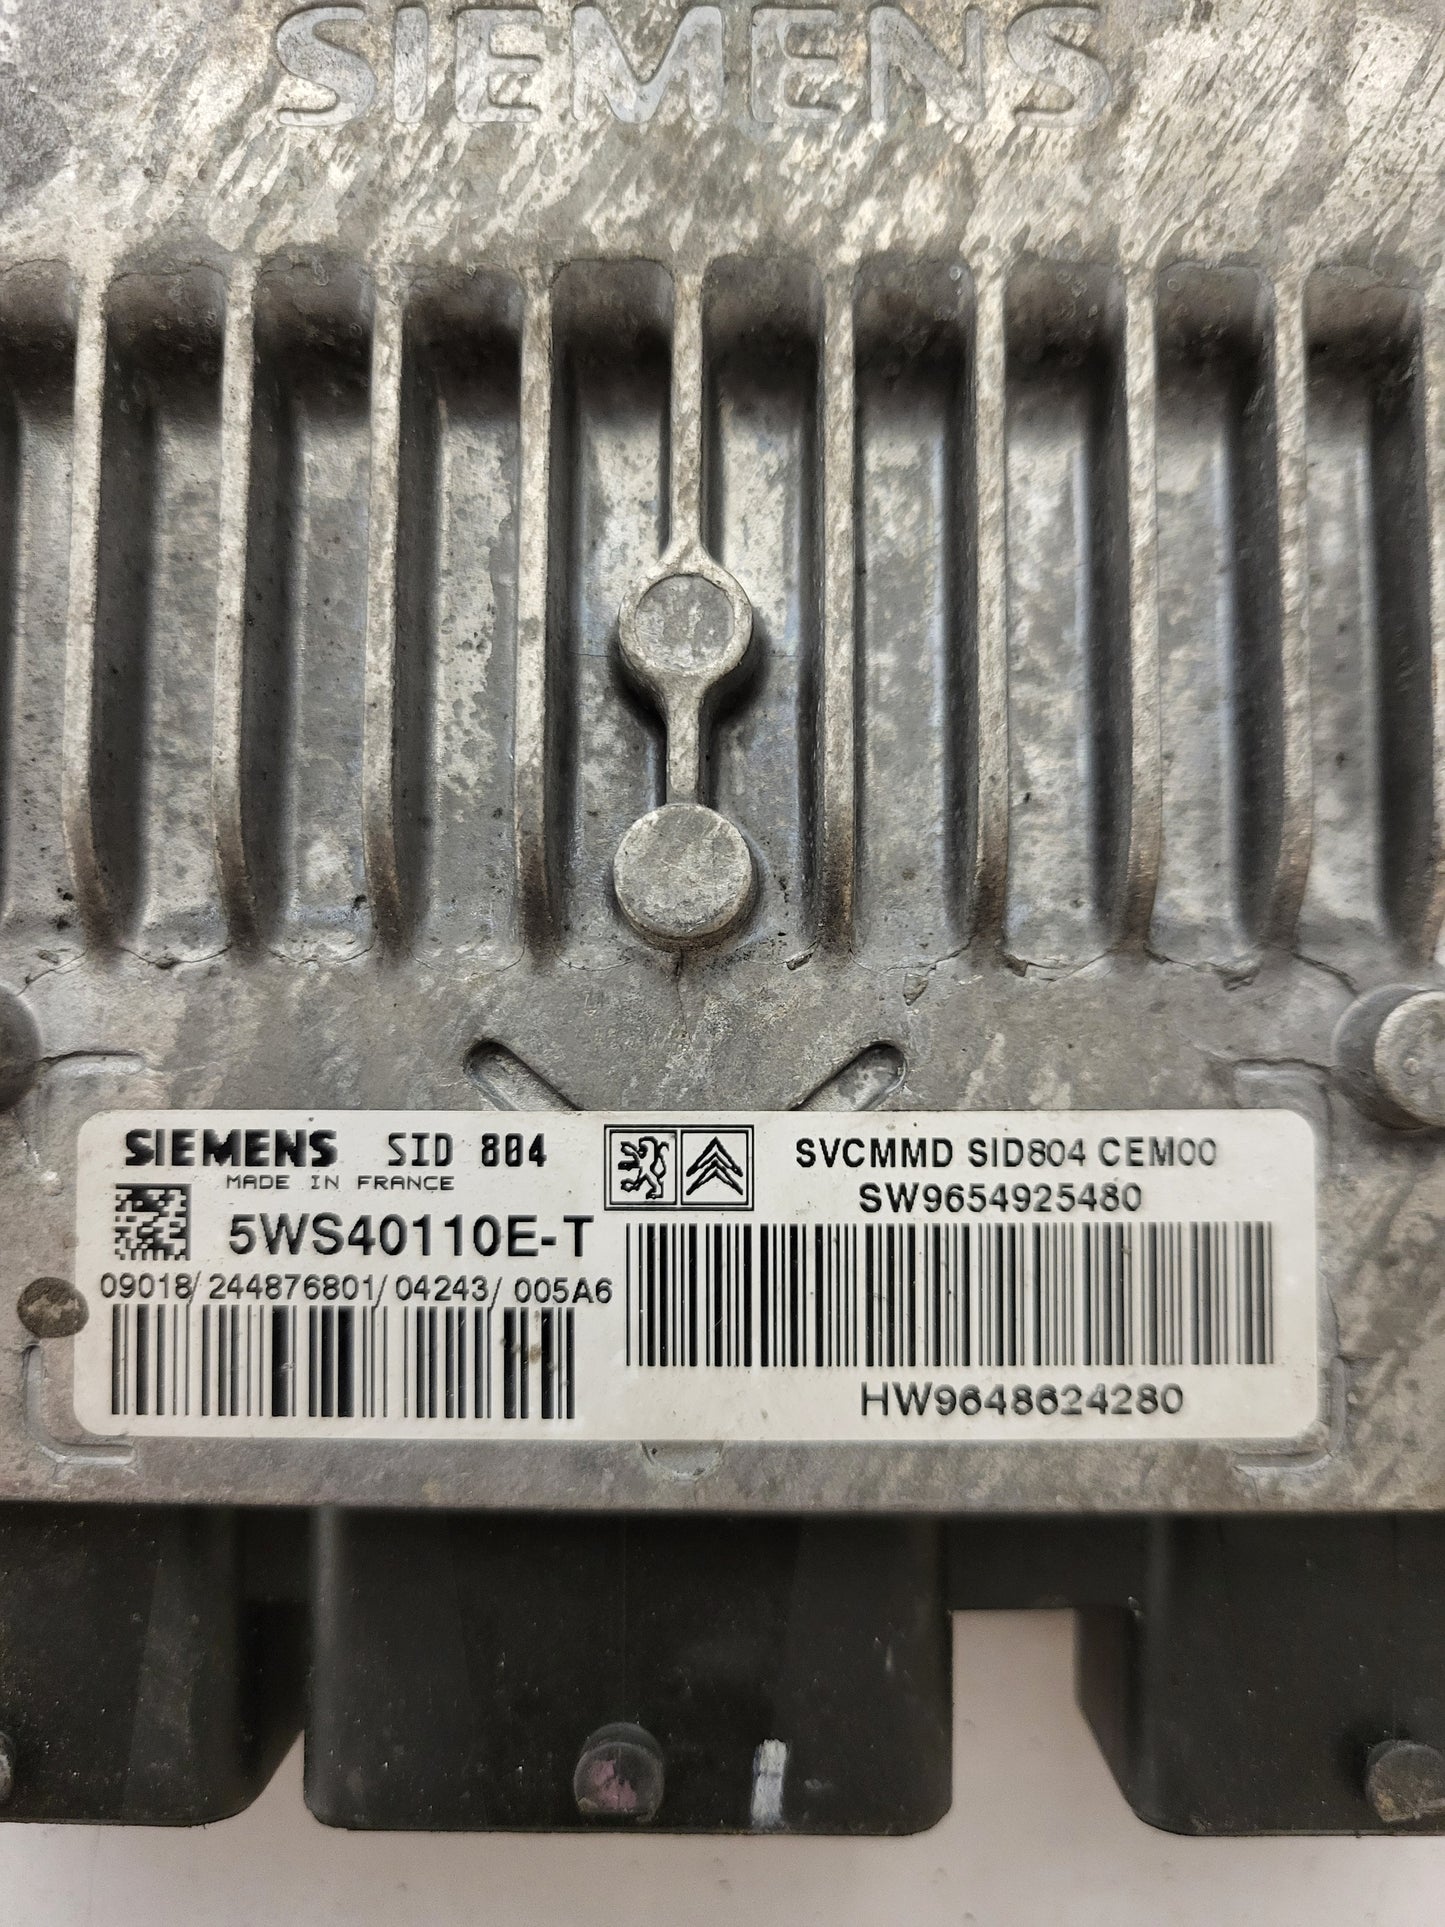 SIEMENS
SIEMENS SID 804
MADE IN FRANCE
5WS40110E-T
09018/244876801/04243/005A6
SVCMMD SID804 CEM00
SW9654925480
HW9648624280